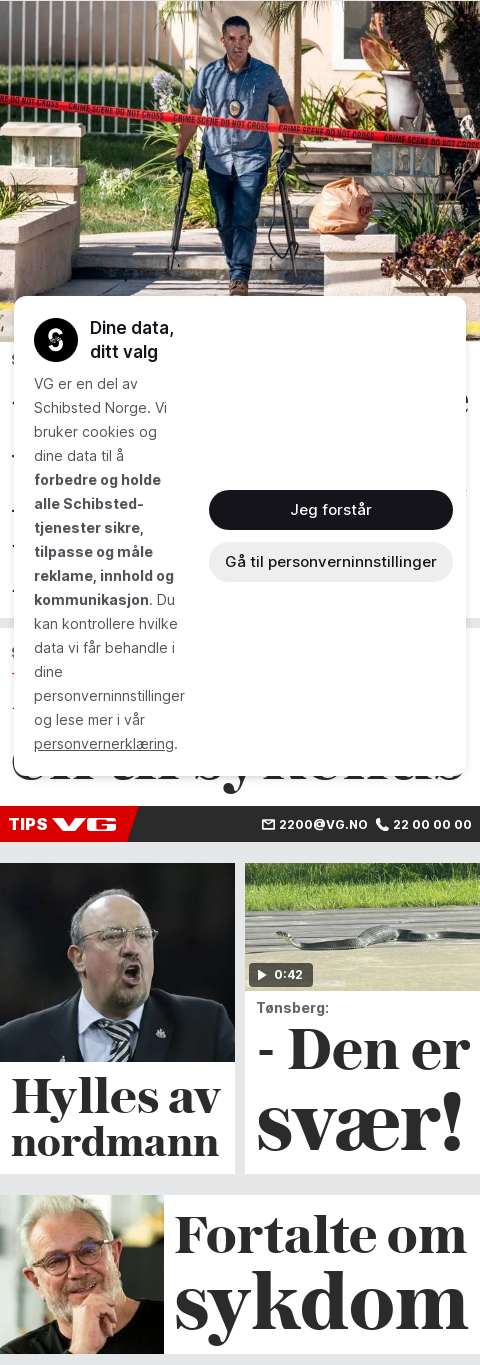 CRIME SCENE DO NOT CROSS CRIME SCENE DO NOT CROSS CRIME SCENE DO NOT CROSS CRIME SCENE DO NOT CROSS
Dine data,
ditt valg
VG er en del av
Schibsted Norge. Vi
bruker cookies og
dine data til å
forbedre og holde
alle Schibsted-
tjenester sikre,
tilpasse og måle
reklame, innhold og
kommunikasjon. Du
kan kontrollere hvilke
data vi får behandle i
dine
personverninnstillinger
og lese mer i vår
personvernerklæring.
Jeg forstår
Gå til personverninnstillinger
TIPS VG 2200@VG.NO 22 00 00 00
Hylles av
nordmann
0:42
Tønsberg:
- Den er
svær!
Fortalte om
sykdom